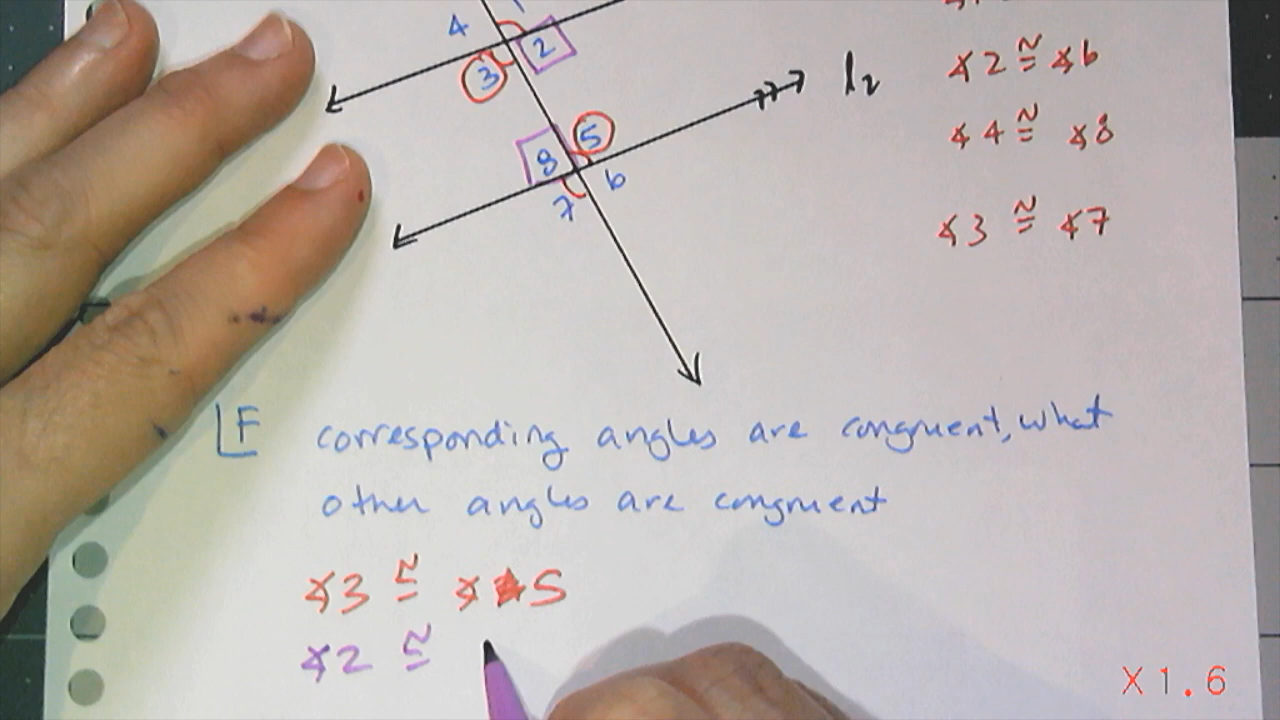 4
2
3
l₂
∡2 ≅ ∡6
5
∡4 ≅ ∡8
8
6
7
∡3 ≅ ∡7
IF corresponding angles are congruent, what
other angles are congruent
∡3 ≅ ∡ 5
∡2 ≅
X1.6